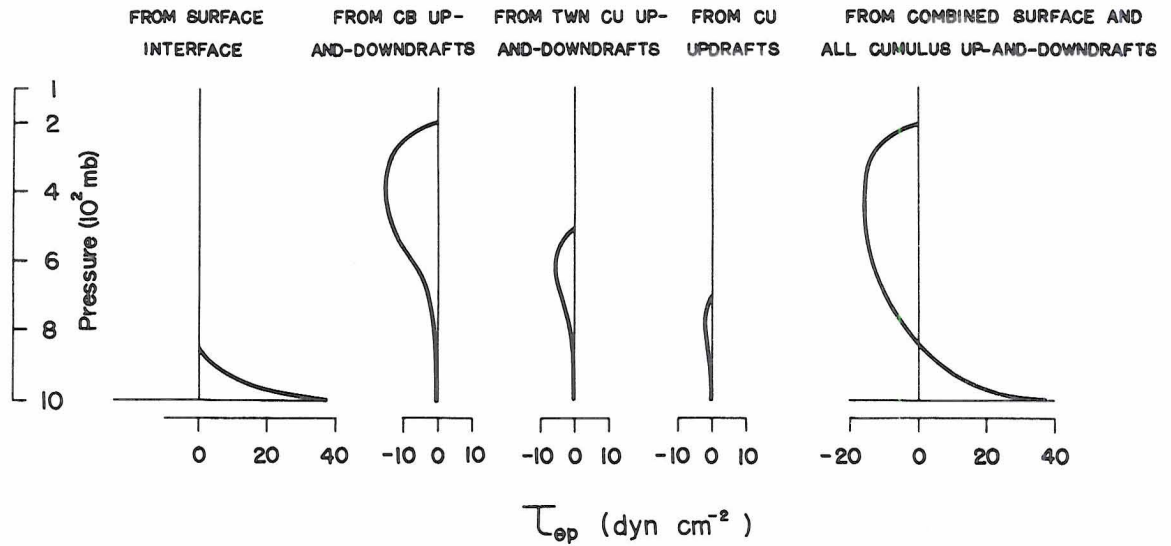 FROM SURFACE
INTERFACE
FROM CB UP-
AND-DOWNDRAFTS
FROM TWN CU UP-
AND-DOWNDRAFTS
FROM CU
UPDRAFTS
FROM COMBINED SURFACE AND
ALL CUMULUS UP-AND-DOWNDRAFTS
Pressure (10² mb)
1
2
4
6
8
10
0 20 40
-10 0 10
-10 0 10
-10 0 10
-20 0 20 40
τθp (dyn cm⁻²)